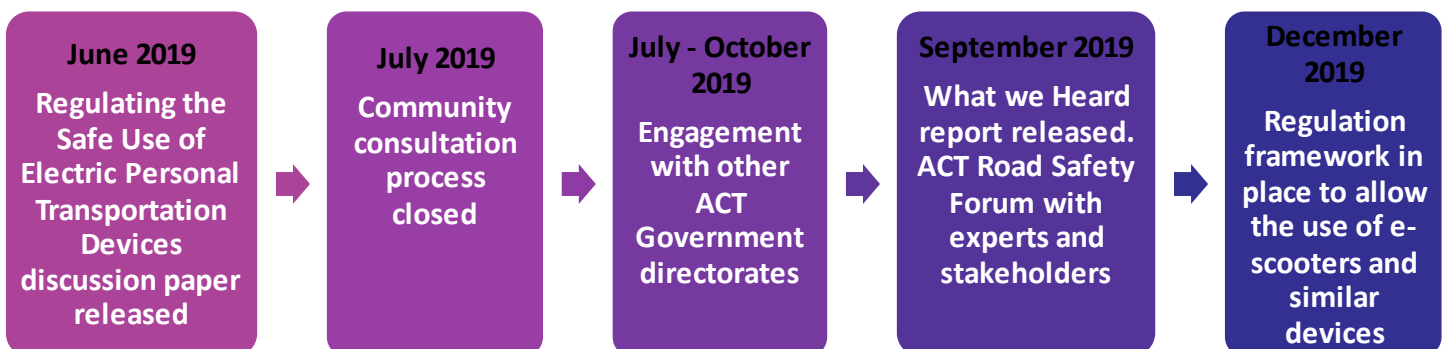 June 2019
Regulating the
Safe Use of
Electric Personal
Transportation
Devices
discussion paper
released
July 2019
Community
consultation
process
closed
July - October
2019
Engagement
with other
ACT
Government
directorates
September 2019
What we Heard
report released.
ACT Road Safety
Forum with
experts and
stakeholders
December
2019
Regulation
framework in
place to allow
the use of e-
scooters and
similar
devices